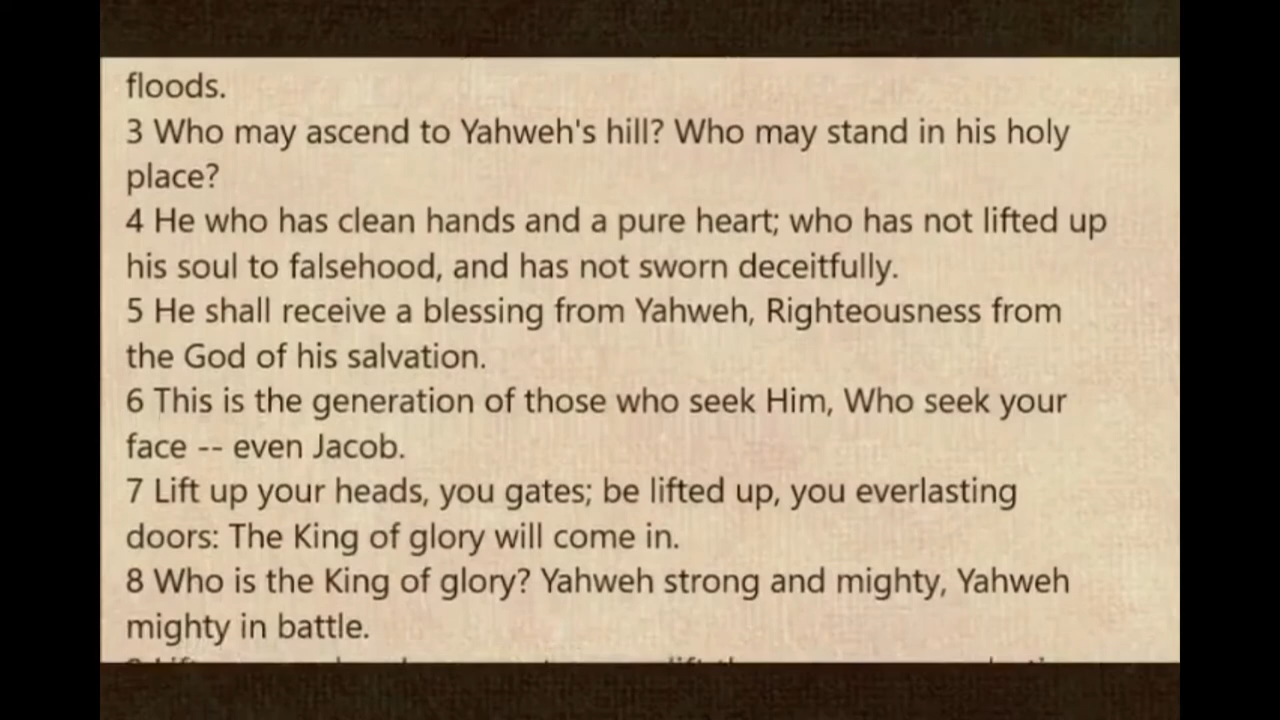 floods.
3 Who may ascend to Yahweh's hill? Who may stand in his holy
place?
4 He who has clean hands and a pure heart; who has not lifted up
his soul to falsehood, and has not sworn deceitfully.
5 He shall receive a blessing from Yahweh, Righteousness from
the God of his salvation.
6 This is the generation of those who seek Him, Who seek your
face -- even Jacob.
7 Lift up your heads, you gates; be lifted up, you everlasting
doors: The King of glory will come in.
8 Who is the King of glory? Yahweh strong and mighty, Yahweh
mighty in battle.